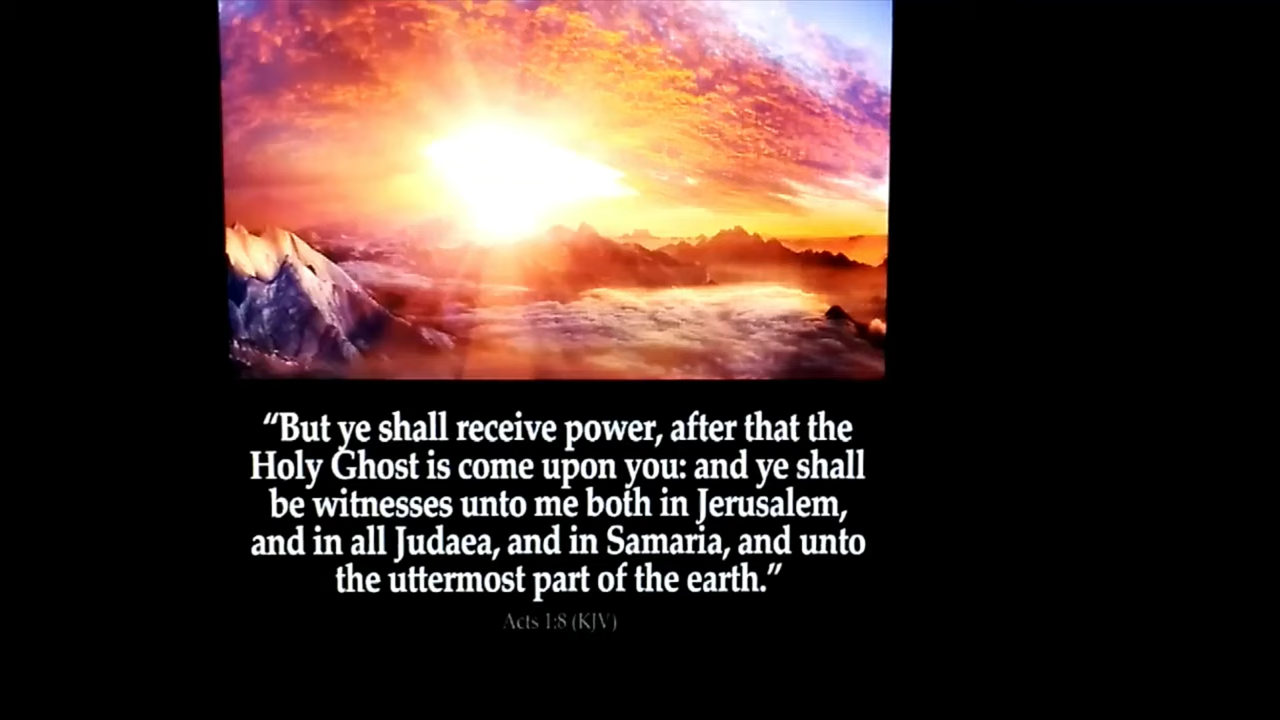 “But ye shall receive power, after that the
Holy Ghost is come upon you: and ye shall
be witnesses unto me both in Jerusalem,
and in all Judaea, and in Samaria, and unto
the uttermost part of the earth.”
Acts 1:8 (KJV)